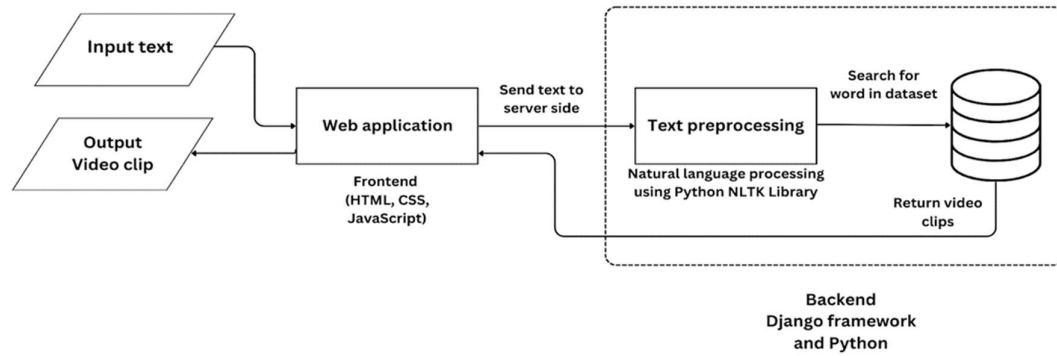 Input text
Output
Video clip
Web application
Frontend
(HTML, CSS,
JavaScript)
Send text to
server side
Text preprocessing
Natural language processing
using Python NLTK Library
Search for
word in dataset
Return video
clips
Backend
Django framework
and Python